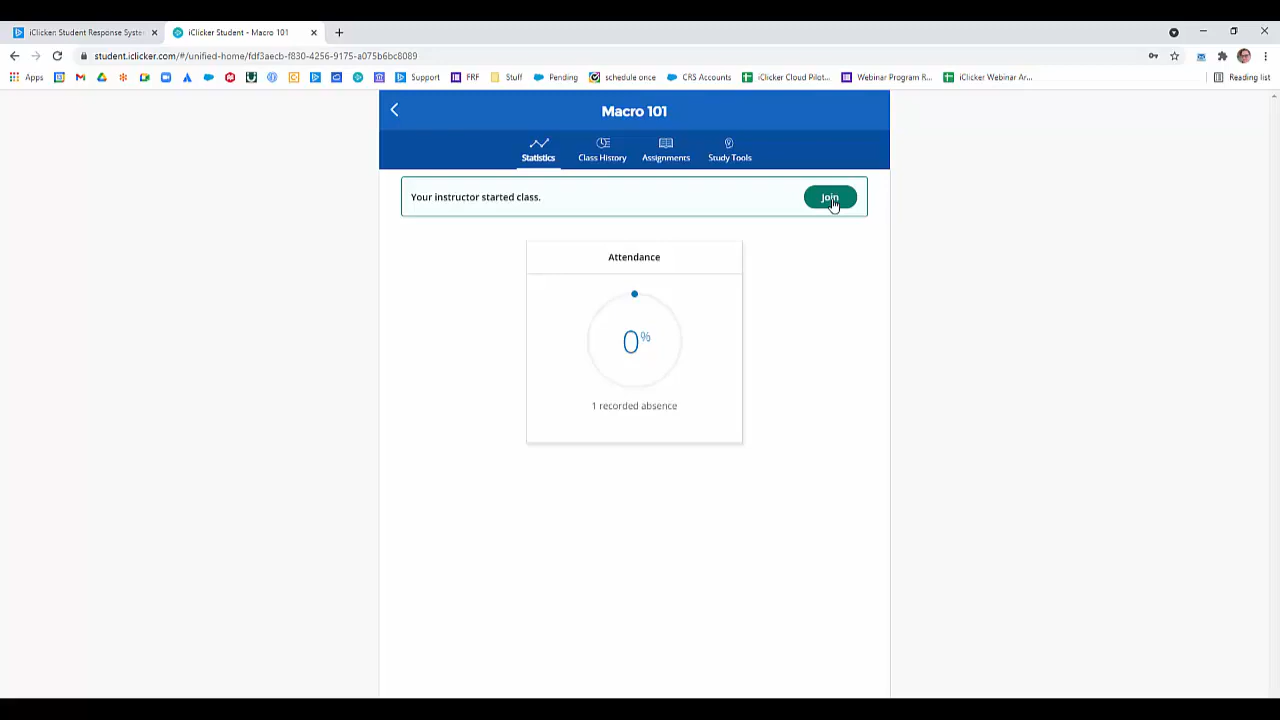 iClicker: Student Response Syste
iClicker Student - Macro 101
student.iclicker.com/#/unified-home/fdf3aecb-f830-4256-9175-a075b6bc8089
Apps
Support
FRF
Stuff
Pending
schedule once
CRS Accounts
iClicker Cloud Pilot...
Webinar Program R...
iClicker Webinar Ar...
Reading list
Macro 101
Statistics
Class History
Assignments
Study Tools
Your instructor started class.
Join
Attendance
0%
1 recorded absence